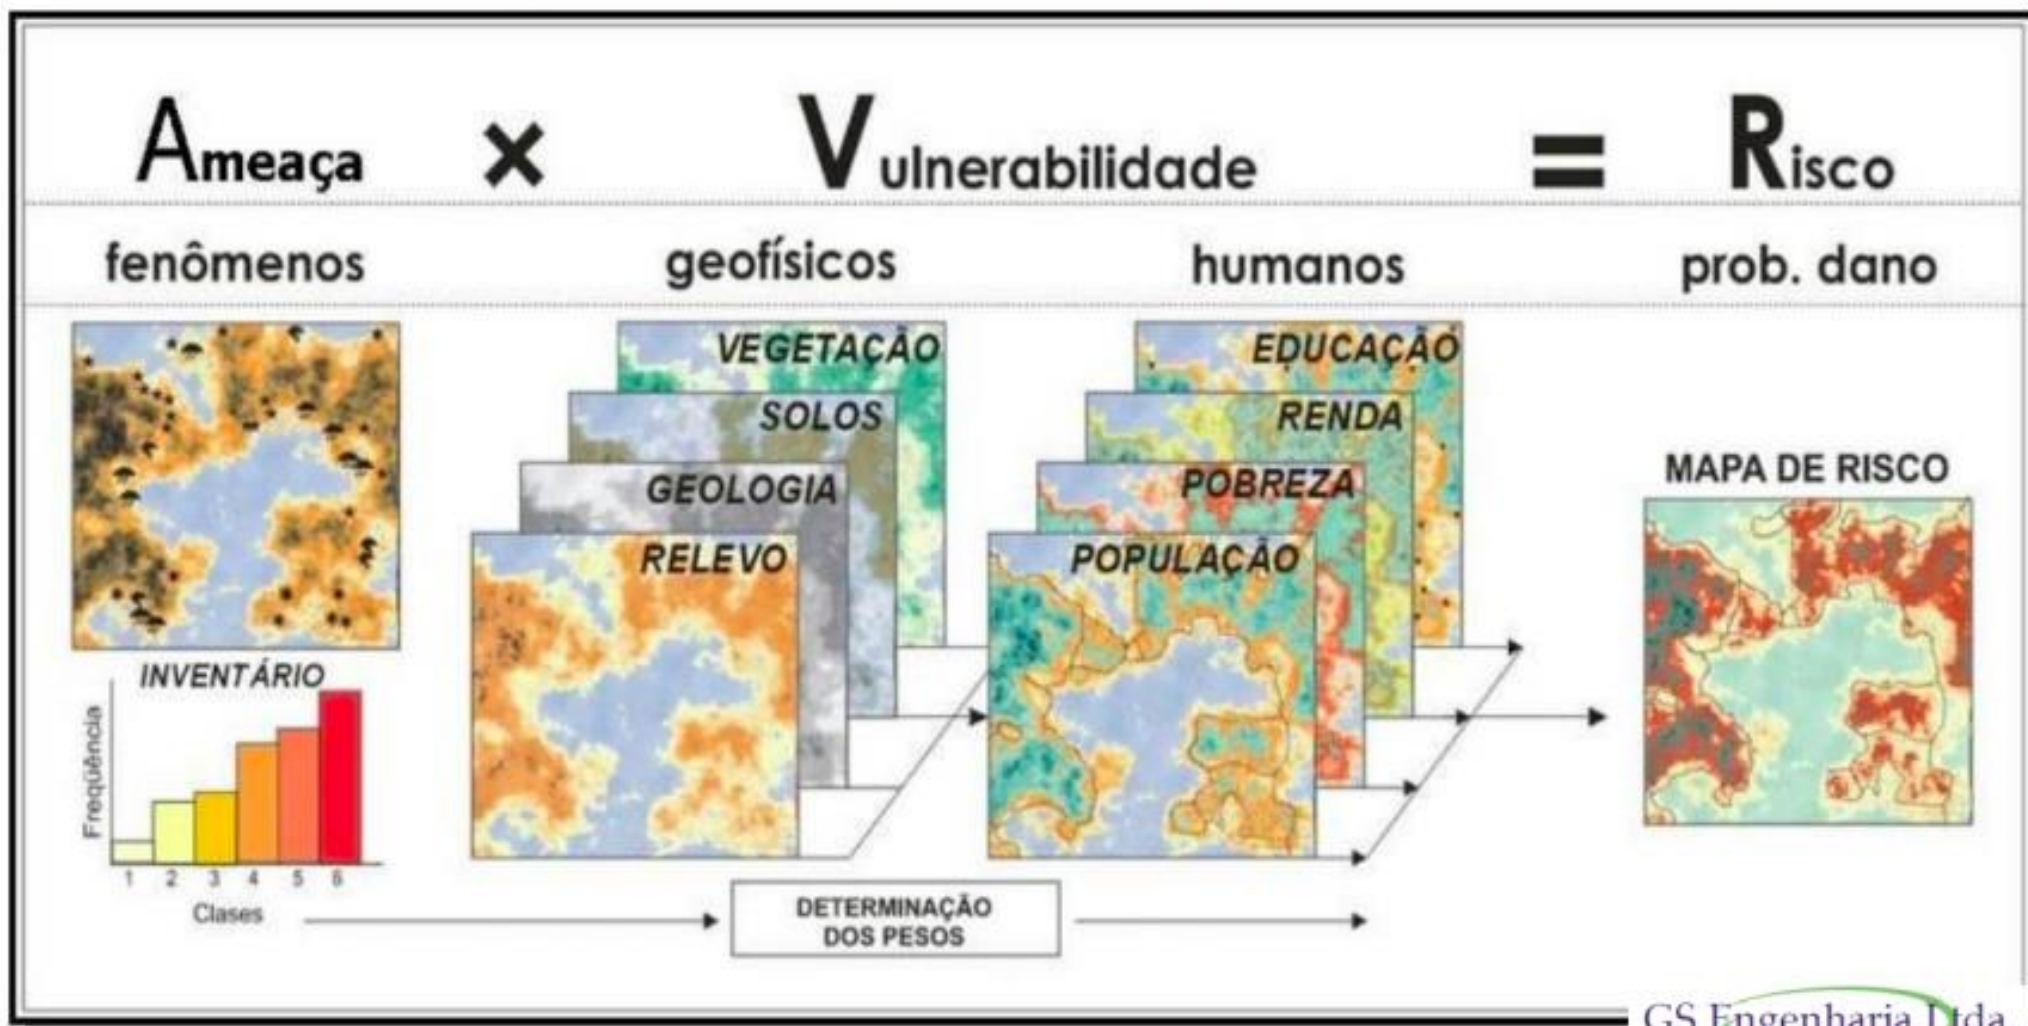 Ameaça × Vulnerabilidade = Risco
fenômenos geofísicos humanos prob. dano
VEGETAÇÃO
SOLOS
GEOLOGIA
RELEVO
EDUCAÇÃO
RENDA
POBREZA
POPULAÇÃO
MAPA DE RISCO
INVENTÁRIO
Freqüência
1 2 3 4 5 6
Clases
DETERMINAÇÃO
DOS PESOS
GS Engenharia Ltda